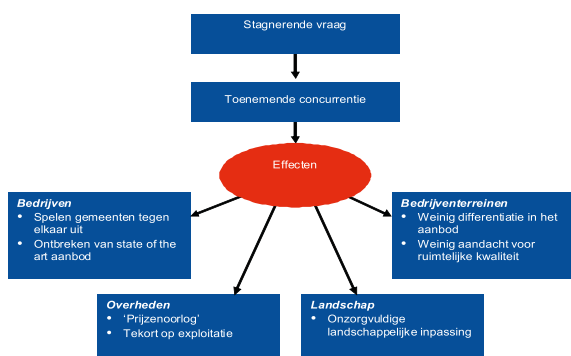 Stagnerende vraag
Toenemende concurrentie
Effecten
Bedrijven
• Spelen gemeenten tegen
elkaar uit
• Ontbreken van state of the
art aanbod
Bedrijventerreinen
• Weinig differentiatie in het
aanbod
• Weinig aandacht voor
ruimtelijke kwaliteit
Overheden
• ‘Prijzenoorlog’
• Tekort op exploitatie
Landschap
• Onzorgvuldige
landschappelijke inpassing